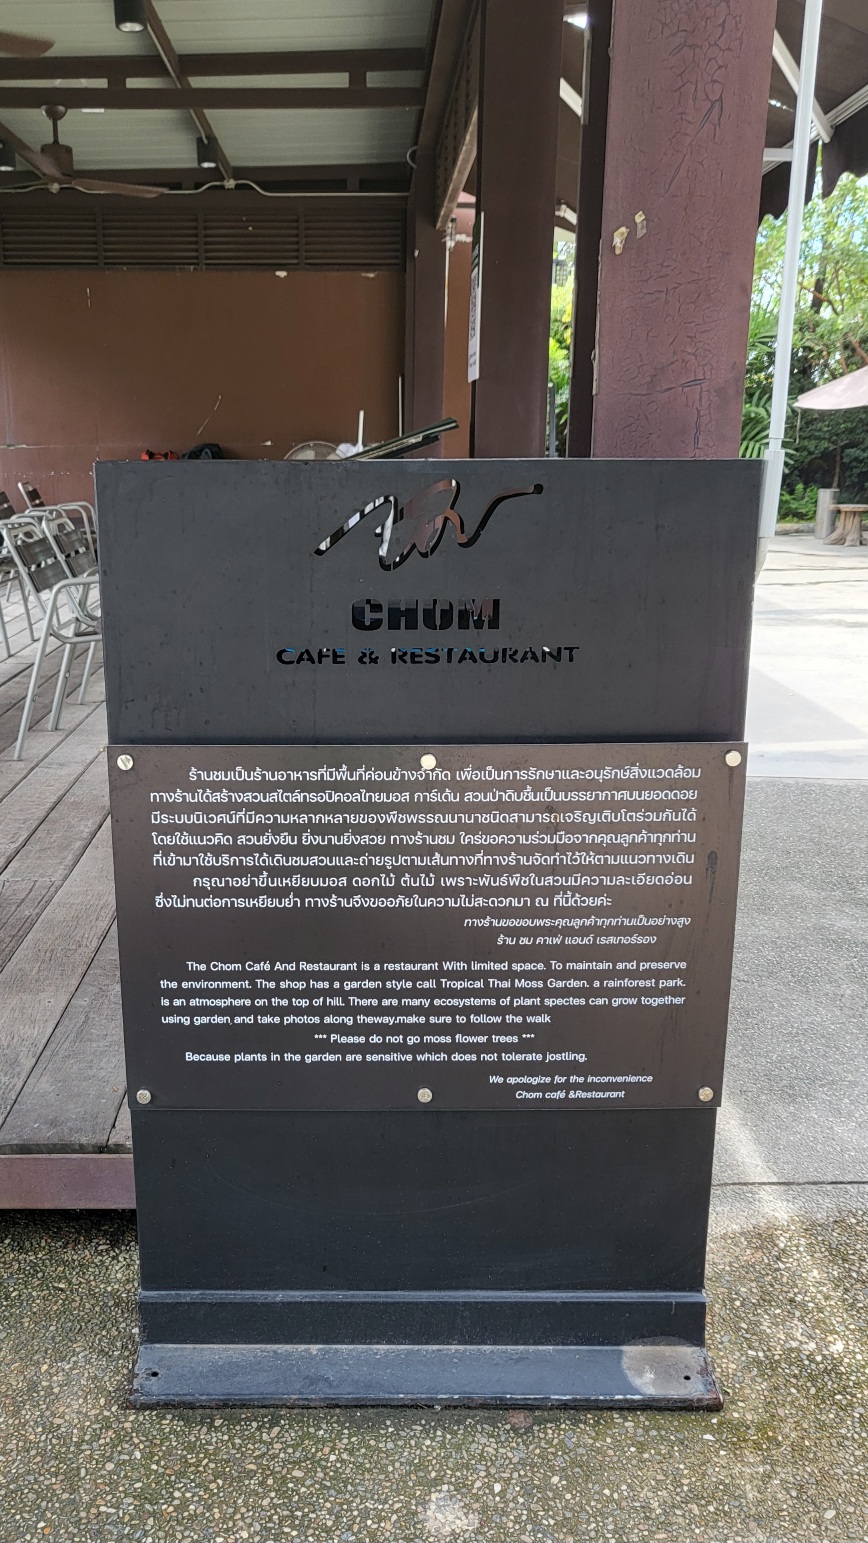 CHOM
CAFE & RESTAURANT
ร้านชมเป็นร้านอาหารที่มีพื้นที่ค่อนข้างจำกัด เพื่อเป็นการรักษาและอนุรักษ์สิ่งแวดล้อม
ทางร้านได้สร้างสวนสไตล์ทรอปิคอลไทยมอส การ์เด้น สวนป่าดิบชื้นเป็นบรรยากาศบนยอดดอย
มีระบบนิเวศน์ที่มีความหลากหลายของพืชพรรณนานาชนิดสามารถเจริญเติบโตร่วมกันได้
โดยใช้แนวคิด สวนยั่งยืน ยิ่งนานยิ่งสวย ทางร้านชม ใคร่ขอความร่วมมือจากคุณลูกค้าทุกท่าน
ที่เข้ามาใช้บริการได้เดินชมสวนและถ่ายรูปตามเส้นทางที่ทางร้านจัดทำไว้ให้ตามแนวทางเดิน
กรุณาอย่าขึ้นเหยียบมอส ดอกไม้ ต้นไม้ เพราะพันธ์พืชในสวนมีความละเอียดอ่อน
ซึ่งไม่ทนต่อการเหยียบย่ำ ทางร้านจึงขออภัยในความไม่สะดวกมา ณ ที่นี้ด้วยค่ะ
ทางร้านขอขอบพระคุณลูกค้าทุกท่านเป็นอย่างสูง
ร้าน ชม คาเฟ่ แอนด์ เรสเทอร์รอง
The Chom Café And Restaurant is a restaurant With limited space. To maintain and preserve
the environment. The shop has a garden style call Tropical Thai Moss Garden. a rainforest park.
is an atmosphere on the top of hill. There are many ecosystems of plant spectes can grow together
using garden and take photos along theway.make sure to follow the walk
*** Please do not go moss flower trees ***
Because plants in the garden are sensitive which does not tolerate jostling.
We apologize for the inconvenience
Chom café &Restaurant